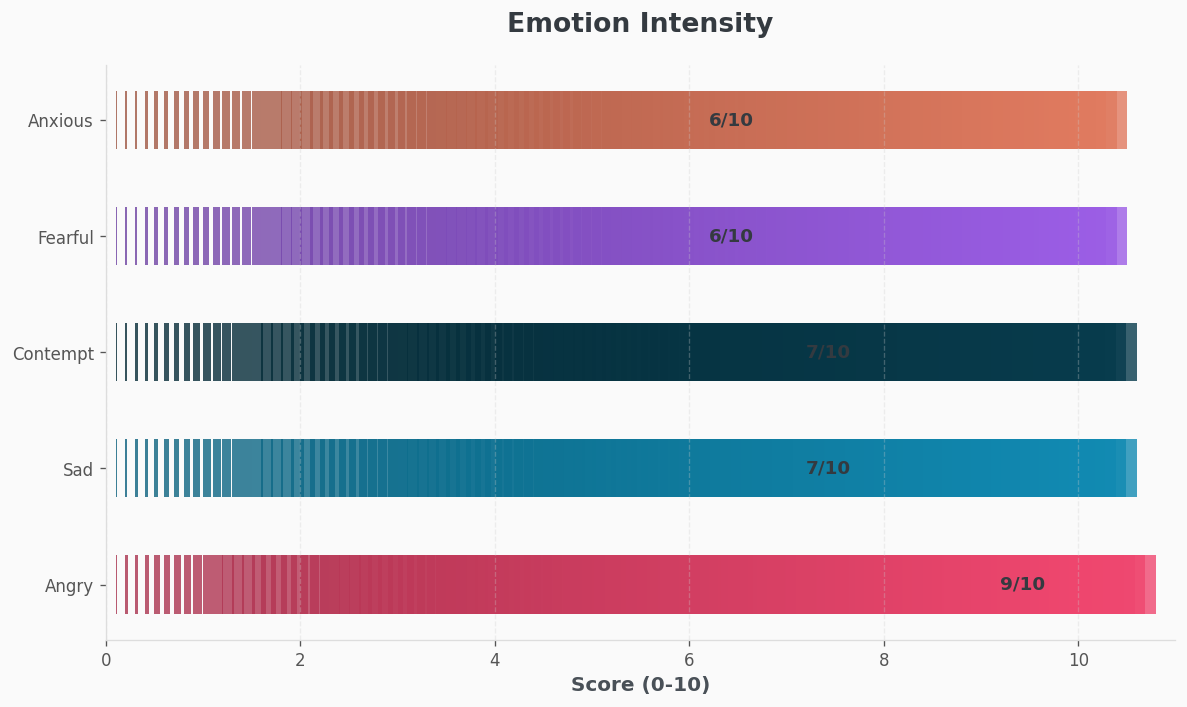 Emotion Intensity
Anxious
6/10
Fearful
6/10
Contempt
7/10
Sad
7/10
Angry
9/10
0 2 4 6 8 10
Score (0-10)